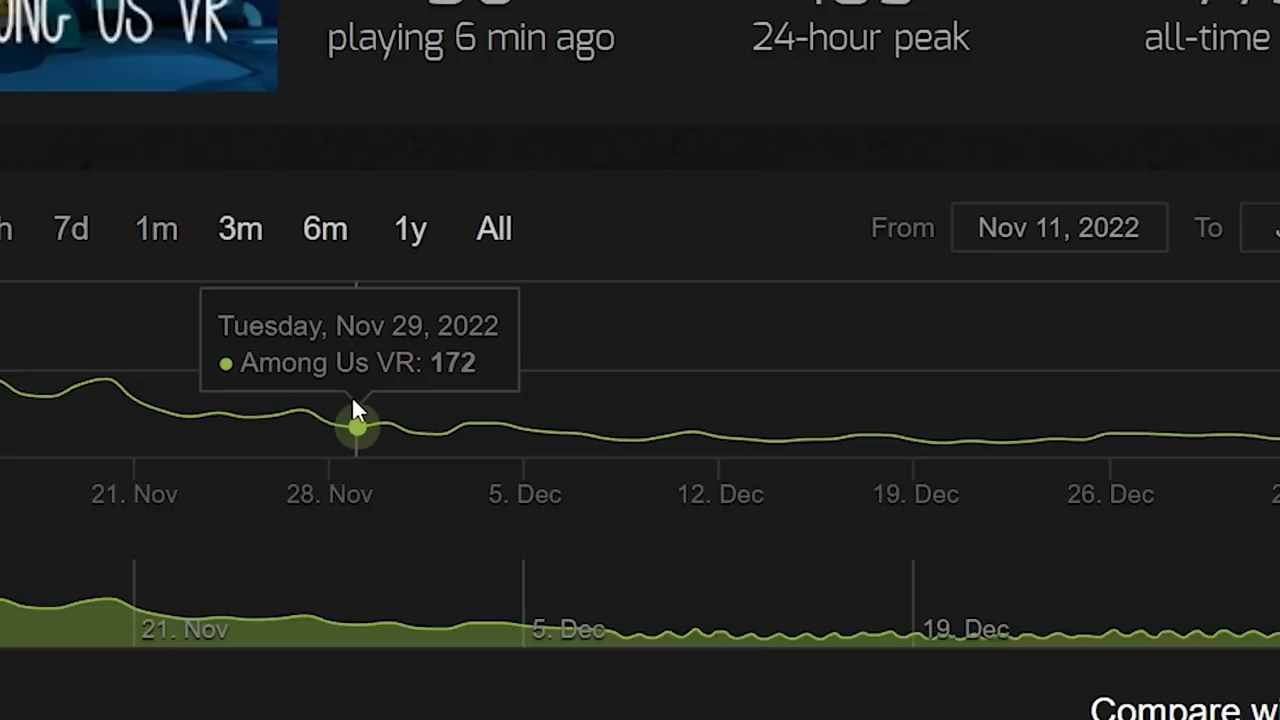 US VR
playing 6 min ago
24-hour peak
all-time
7d
1m
3m
6m
1y
All
From
Nov 11, 2022
To
Tuesday, Nov 29, 2022
Among Us VR: 172
21. Nov
28. Nov
5. Dec
12. Dec
19. Dec
26. Dec
21. Nov
5. Dec
19. Dec
Compare w